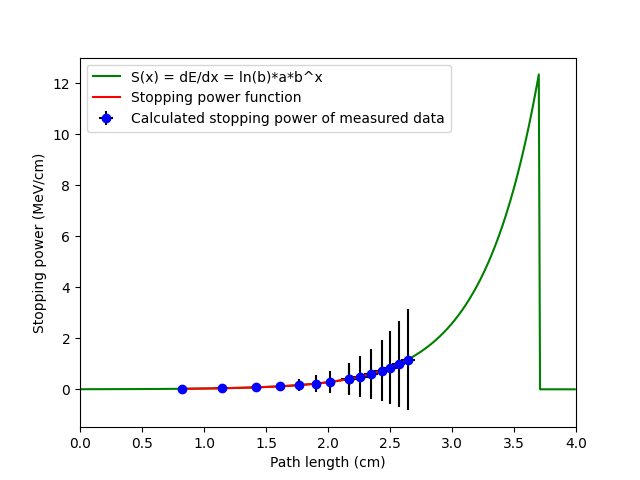 S(x) = dE/dx = ln(b)*a*b^x
Stopping power function
Calculated stopping power of measured data
Stopping power (MeV/cm)
12
10
8
6
4
2
0
0.0 0.5 1.0 1.5 2.0 2.5 3.0 3.5 4.0
Path length (cm)